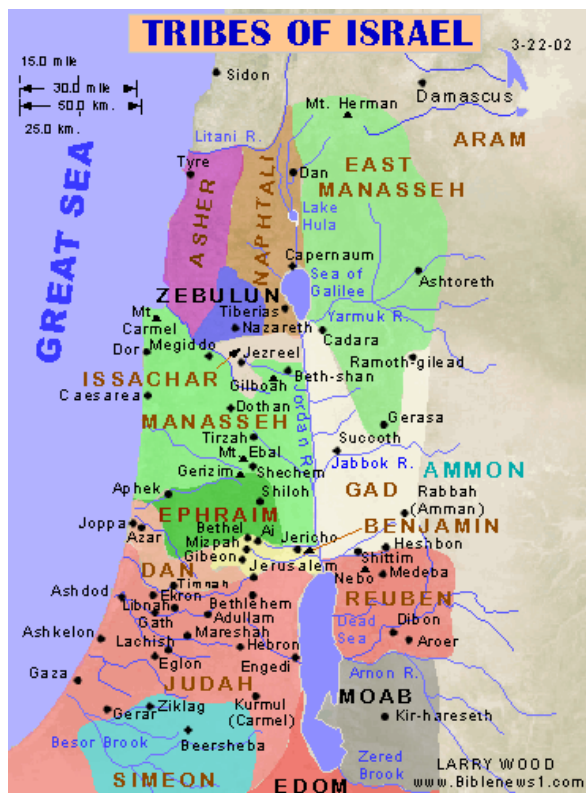 TRIBES OF ISRAEL
3-22-02
15.0 mile
30.0 mile
50.0 km.
25.0 km.
Sidon
Damascus
Mt. Herman
ARAM
Litani R.
Tyre
Dan
EAST
MANASSEH
ASHER
NAPHTALI
Lake
Hula
GREAT SEA
Capernaum
Sea of
Galilee
Ashtoreth
ZEBULUN
Tiberias
Nazareth
Yarmuk R.
Mt.
Carmel
Cadara
Dor
Megiddo
Jezreel
Ramoth-gilead
ISSACHAR
Gilboah
Beth-shan
Caesarea
Dothan
Jordan R.
MANASSEH
Gerasa
Tirzah
Succoth
Mt. Ebal
Gerizim
Shechem
Jabbok R.
AMMON
Aphek
Shiloh
GAD
Rabbah
(Amman)
EPHRAIM
Joppa
Azar
Bethel
Ai
Mizpah
Jericho
BENJAMIN
Gibeon
Heshbon
Shittim
DAN
Jerusalem
Nebo
Medeba
Timnah
Ashdod
Ekron
Bethlehem
REUBEN
Libnah
Gath
Adullam
Dead
Sea
Dibon
Ashkelon
Mareshah
Aroer
Lachish
Hebron
Eglon
Engedi
Arnon R.
Gaza
JUDAH
MOAB
Ziklag
Kurmul
(Carmel)
Gerar
Kir-hareseth
Besor Brook
Beersheba
Zered
Brook
LARRY WOOD
SIMEON
EDOM
www.Biblenews1.com